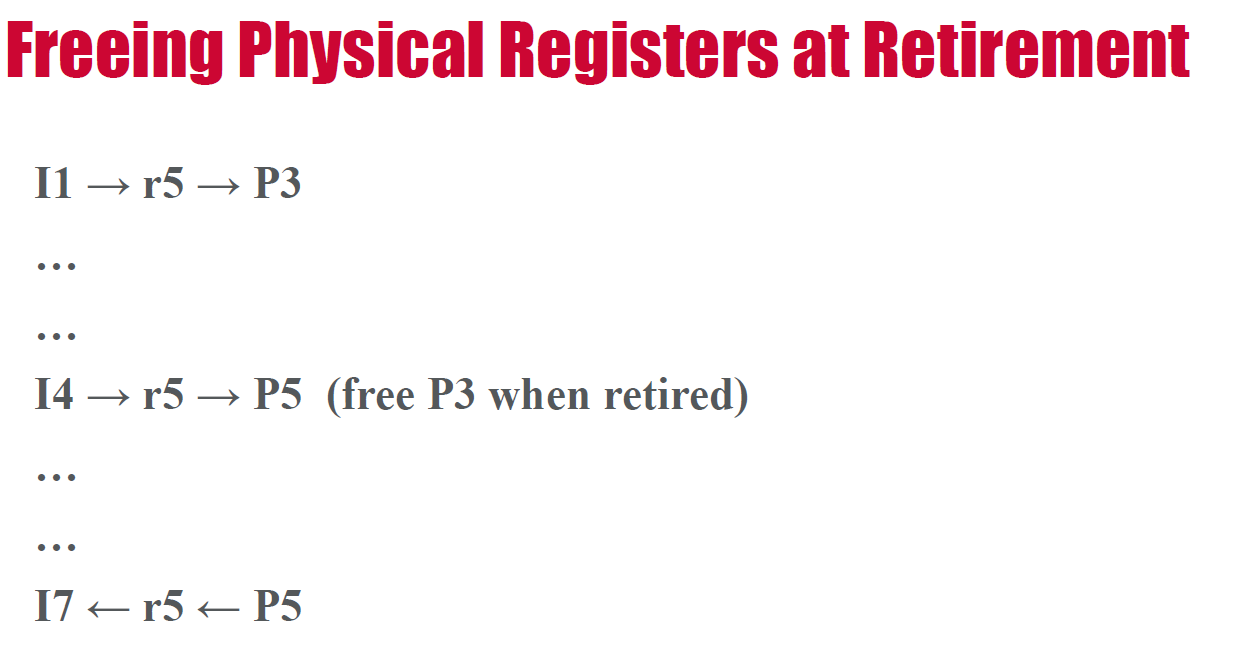 Freeing Physical Registers at Retirement
I1 → r5 → P3
...
...
I4 → r5 → P5 (free P3 when retired)
...
...
I7 ← r5 ← P5